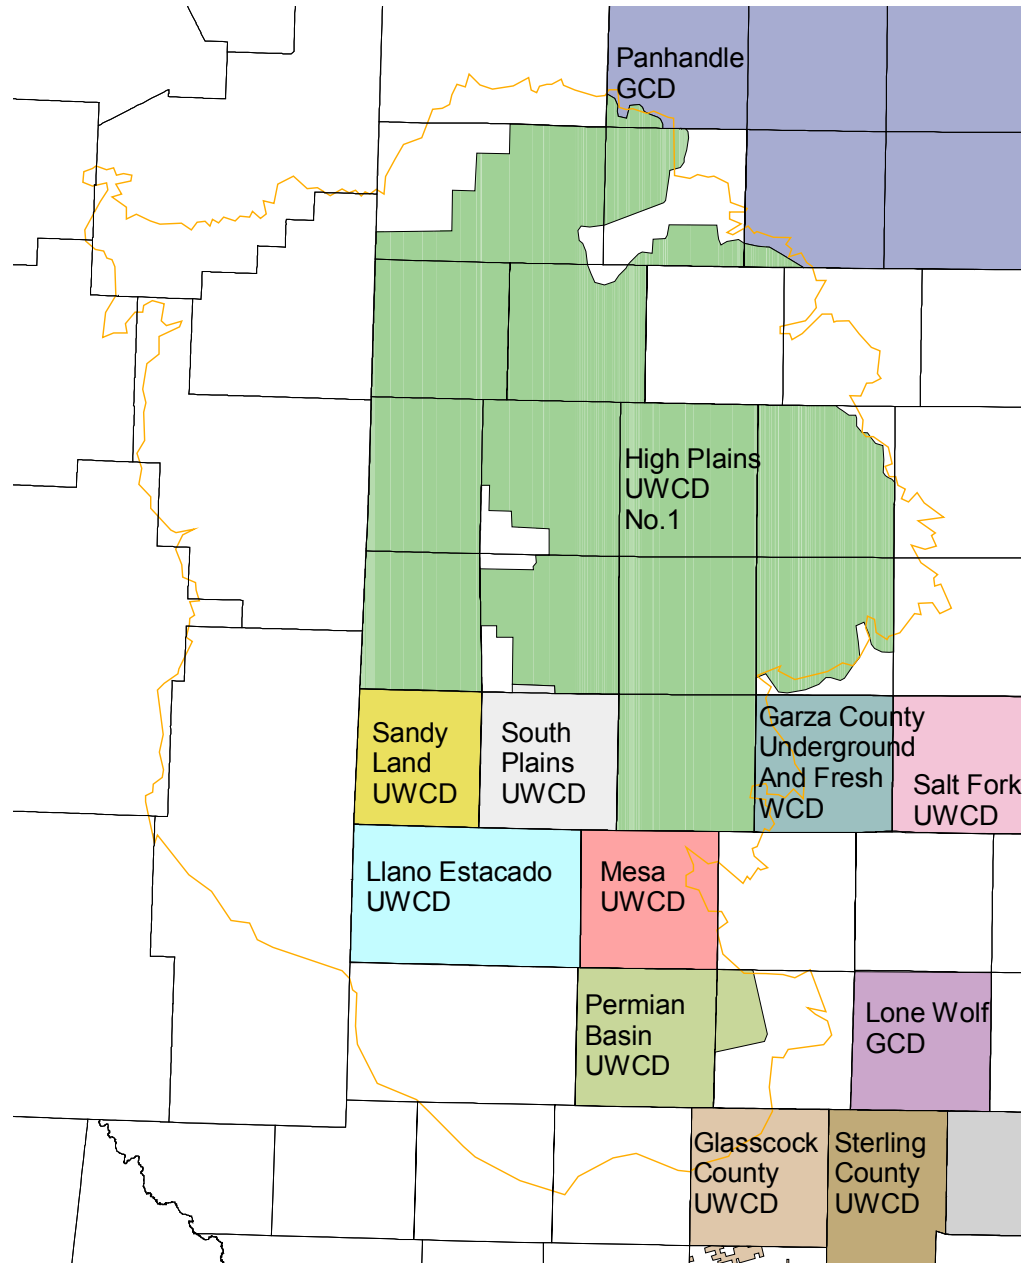 Panhandle
GCD
High Plains
UWCD
No.1
Sandy
Land
UWCD
South
Plains
UWCD
Garza County
Underground
And Fresh
WCD
Salt Fork
UWCD
Llano Estacado
UWCD
Mesa
UWCD
Permian
Basin
UWCD
Lone Wolf
GCD
Glasscock
County
UWCD
Sterling
County
UWCD